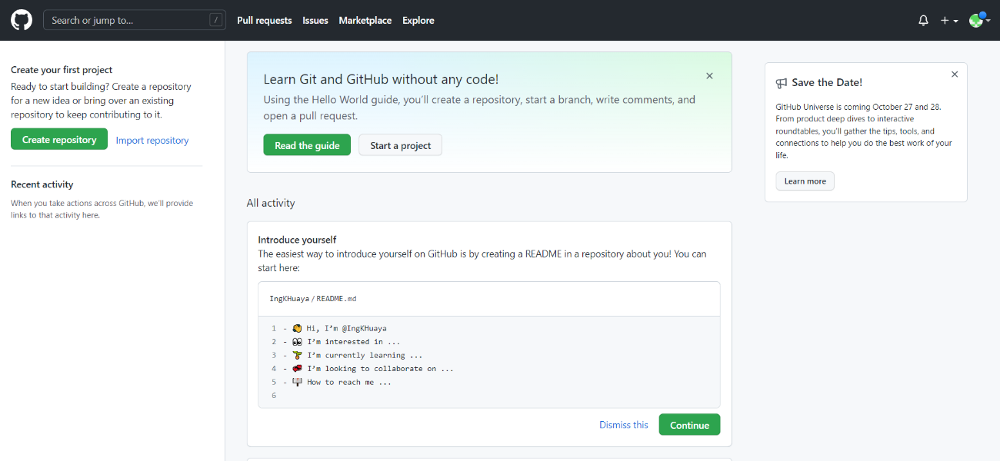 Search or jump to... /
Pull requests
Issues
Marketplace
Explore
Create your first project
Ready to start building? Create a repository
for a new idea or bring over an existing
repository to keep contributing to it.
Create repository
Import repository
Recent activity
When you take actions across GitHub, we'll provide
links to that activity here.
Learn Git and GitHub without any code!
Using the Hello World guide, you'll create a repository, start a branch, write comments, and
open a pull request.
Read the guide
Start a project
All activity
Introduce yourself
The easiest way to introduce yourself on GitHub is by creating a README in a repository about you! You can
start here:
IngKHuaya / README.md
1 - 👋 Hi, I'm @IngKHuaya
2 - 👀 I'm interested in ...
3 - 🌱 I'm currently learning ...
4 - 💞️ I'm looking to collaborate on ...
5 - 📫 How to reach me ...
6
Dismiss this
Continue
Save the Date!
GitHub Universe is coming October 27 and 28.
From product deep dives to interactive
roundtables, you'll gather the tips, tools, and
connections to help you do the best work of your
life.
Learn more